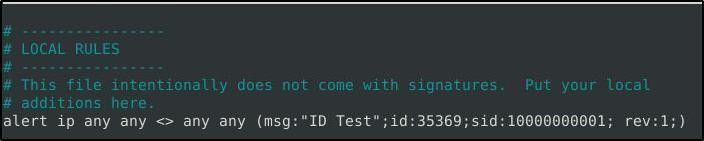 # ----------------
# LOCAL RULES
# ----------------
# This file intentionally does not come with signatures.  Put your local
# additions here.
alert ip any any <> any any (msg:"ID Test";id:35369;sid:10000000001; rev:1;)